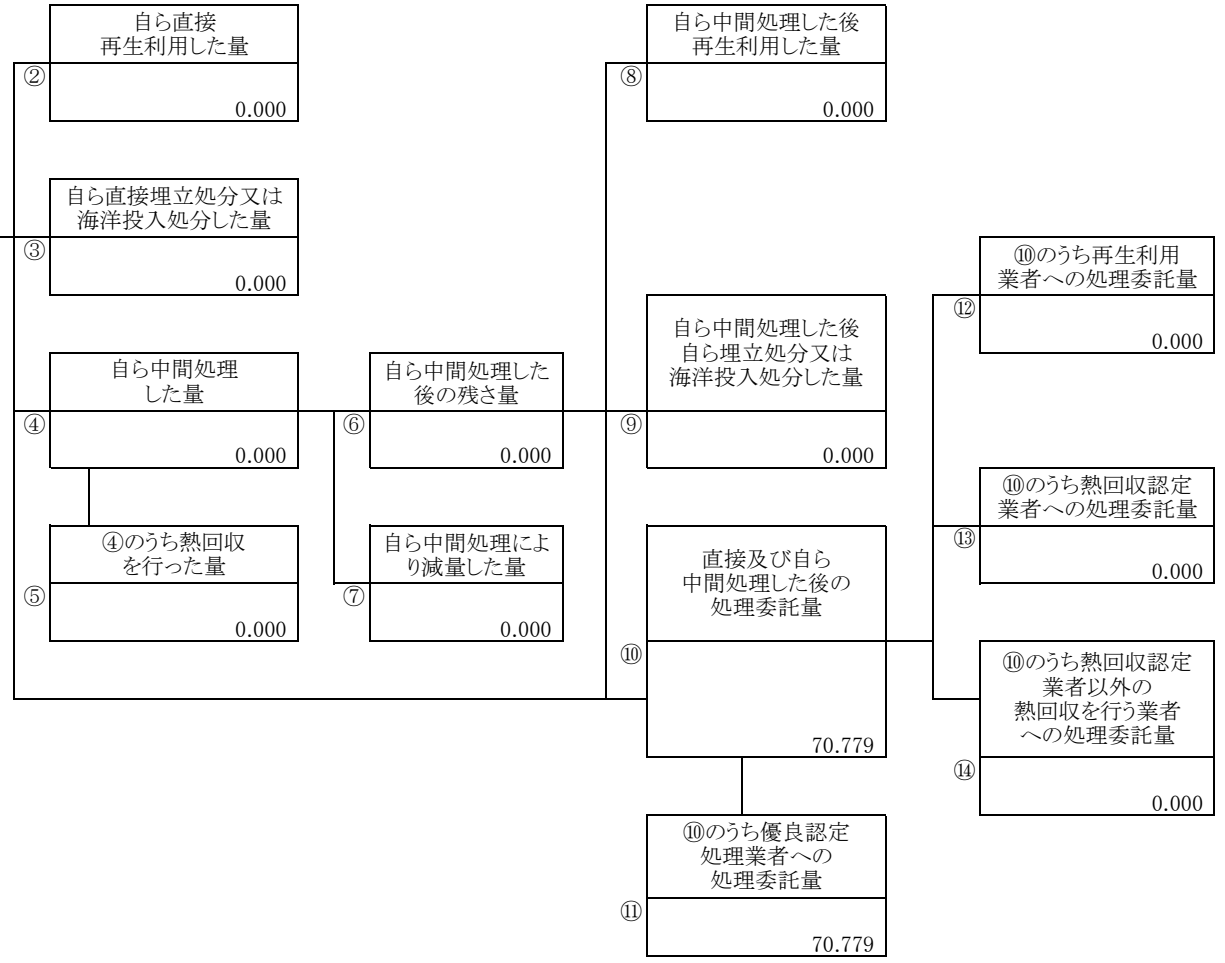 自ら直接
再生利用した量
②
0.000
自ら中間処理した後
再生利用した量
⑧
0.000
自ら直接埋立処分又は
海洋投入処分した量
③
0.000
⑩のうち再生利用
業者への処理委託量
⑫
0.000
自ら中間処理した後
自ら埋立処分又は
海洋投入処分した量
⑨
0.000
自ら中間処理
した量
④
0.000
自ら中間処理した
後の残さ量
⑥
0.000
⑩のうち熱回収認定
業者への処理委託量
⑬
0.000
④のうち熱回収
を行った量
⑤
0.000
自ら中間処理によ
り減量した量
⑦
0.000
直接及び自ら
中間処理した後の
処理委託量
⑩
70.779
⑩のうち熱回収認定
業者以外の
熱回収を行う業者
への処理委託量
⑭
0.000
⑩のうち優良認定
処理業者への
処理委託量
⑪
70.779